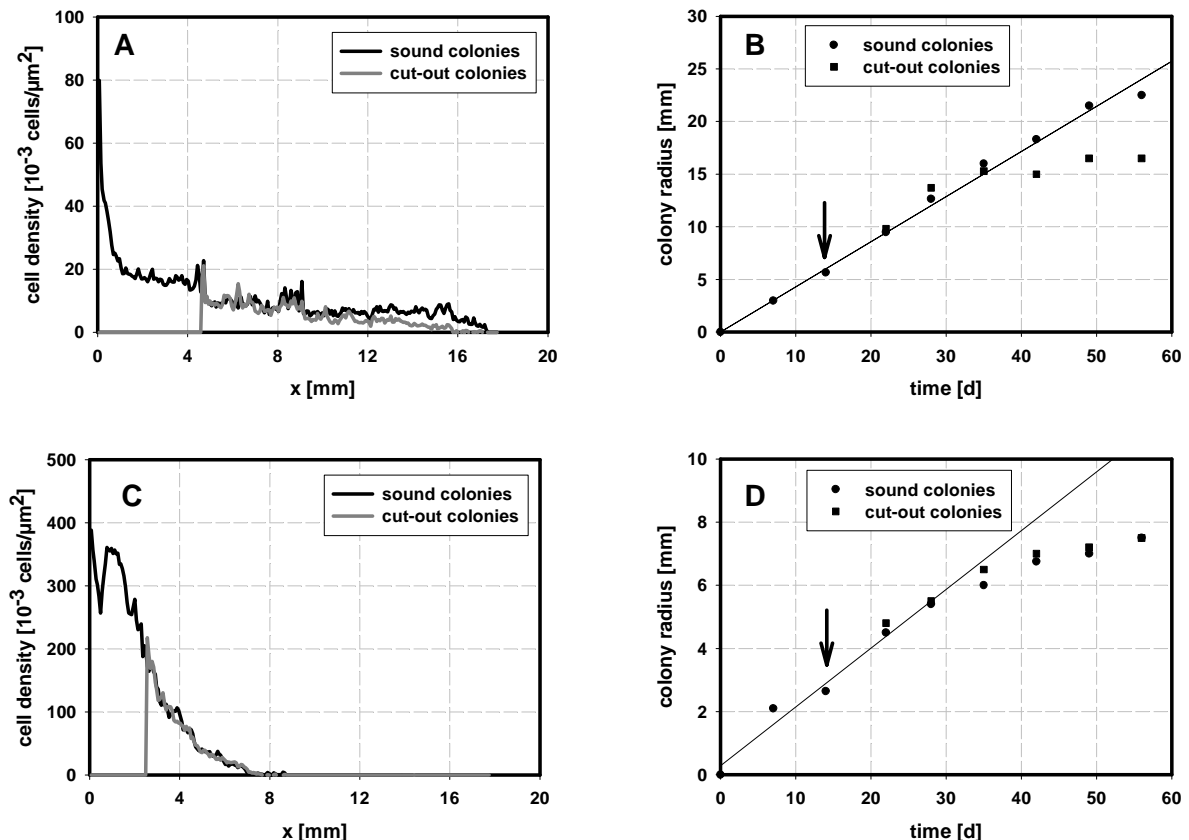 A
sound colonies
cut-out colonies
100
80
60
40
20
0
cell density [10⁻³ cells/µm²]
0 4 8 12 16 20
x [mm]
B
sound colonies
cut-out colonies
30
25
20
15
10
5
0
colony radius [mm]
0 10 20 30 40 50 60
time [d]
C
sound colonies
cut-out colonies
500
400
300
200
100
0
cell density [10⁻³ cells/µm²]
0 4 8 12 16 20
x [mm]
D
sound colonies
cut-out colonies
10
8
6
4
2
0
colony radius [mm]
0 10 20 30 40 50 60
time [d]